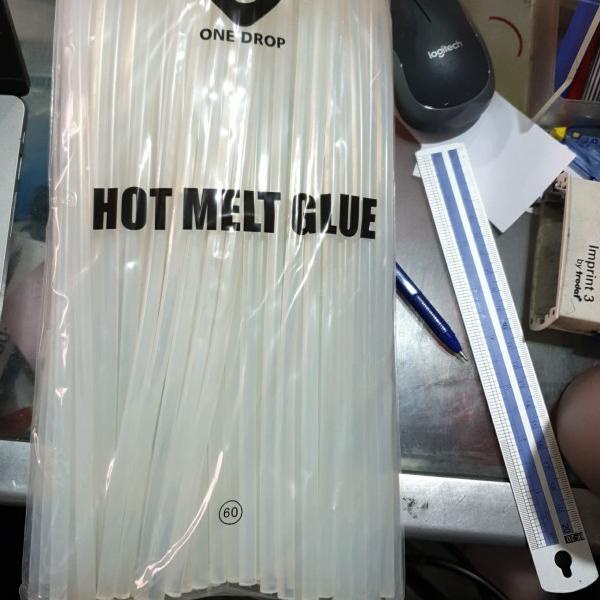 ONE DROP
HOT MELT GLUE
60
logitech
Imprint 3
by trodat